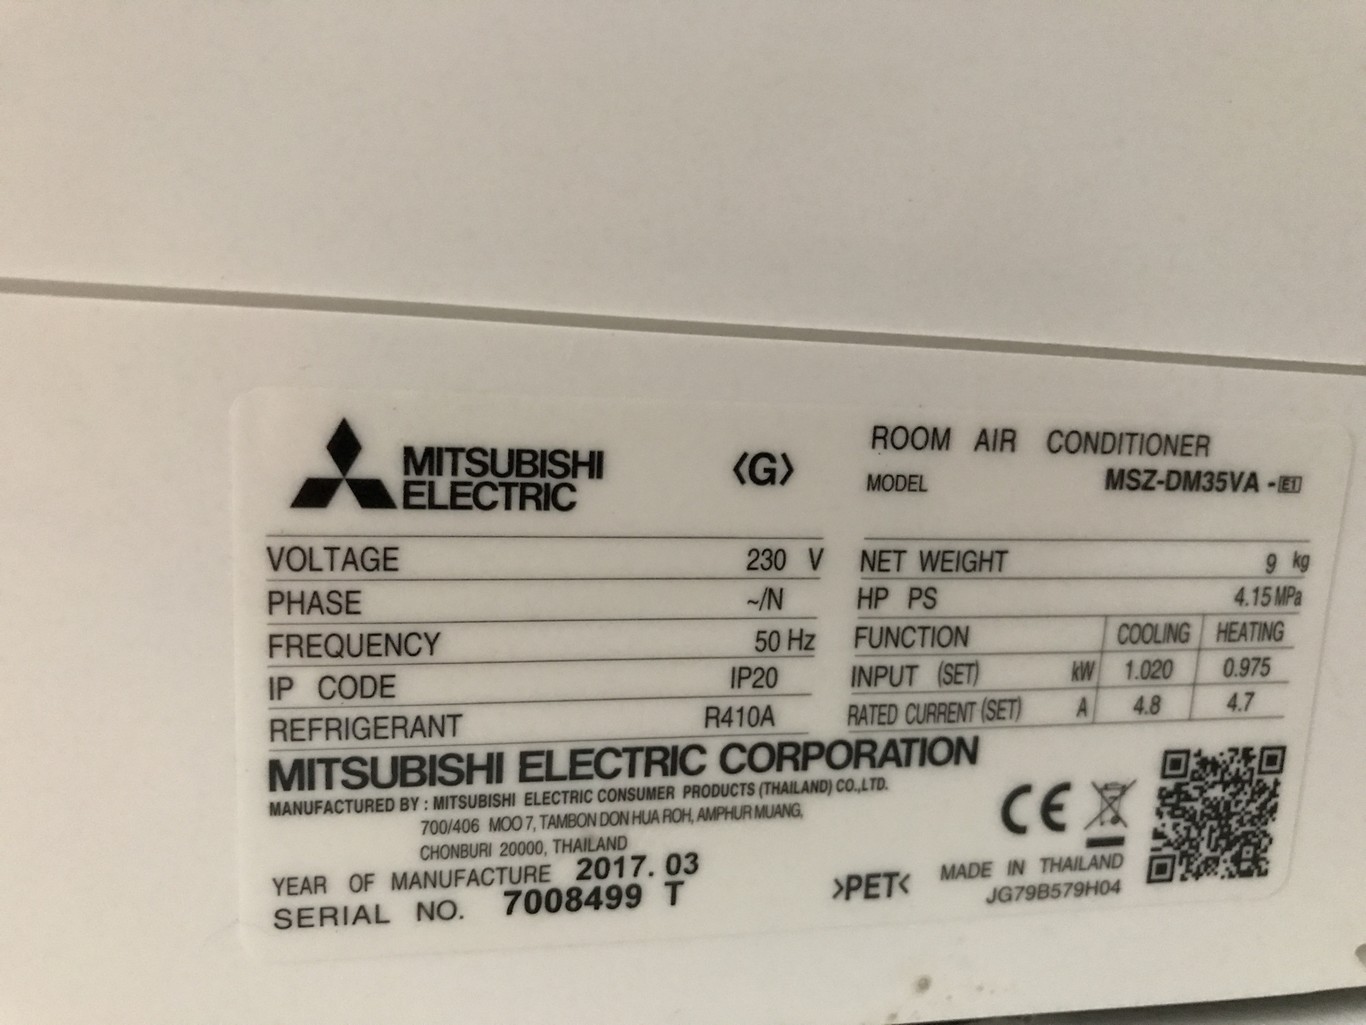 MITSUBISHI
ELECTRIC
<G>
ROOM AIR CONDITIONER
MODEL MSZ-DM35VA - E1
VOLTAGE 230 V
PHASE ~/N
FREQUENCY 50 Hz
IP CODE IP20
REFRIGERANT R410A
NET WEIGHT 9 kg
HP PS 4.15 MPa
FUNCTION COOLING HEATING
INPUT (SET) kW 1.020 0.975
RATED CURRENT (SET) A 4.8 4.7
MITSUBISHI ELECTRIC CORPORATION
MANUFACTURED BY : MITSUBISHI ELECTRIC CONSUMER PRODUCTS (THAILAND) CO.,LTD.
700/406 MOO 7, TAMBON DON HUA ROH, AMPHUR MUANG,
CHONBURI 20000, THAILAND
YEAR OF MANUFACTURE 2017. 03
SERIAL NO. 7008499 T
CE
>PET<
MADE IN THAILAND
JG79B579H04